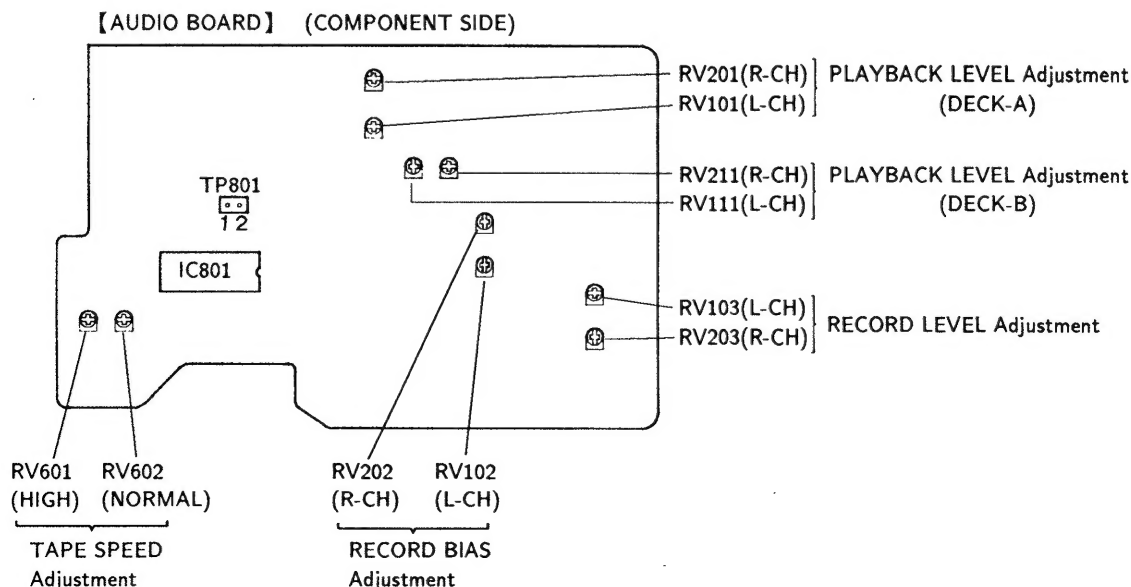 【AUDIO BOARD】 (COMPONENT SIDE)
RV201(R-CH) PLAYBACK LEVEL Adjustment
RV101(L-CH) (DECK-A)
RV211(R-CH) PLAYBACK LEVEL Adjustment
RV111(L-CH) (DECK-B)
TP801
1 2
IC801
RV103(L-CH)
RV203(R-CH) RECORD LEVEL Adjustment
RV601 RV602 RV202 RV102
(HIGH) (NORMAL) (R-CH) (L-CH)
TAPE SPEED RECORD BIAS
Adjustment Adjustment